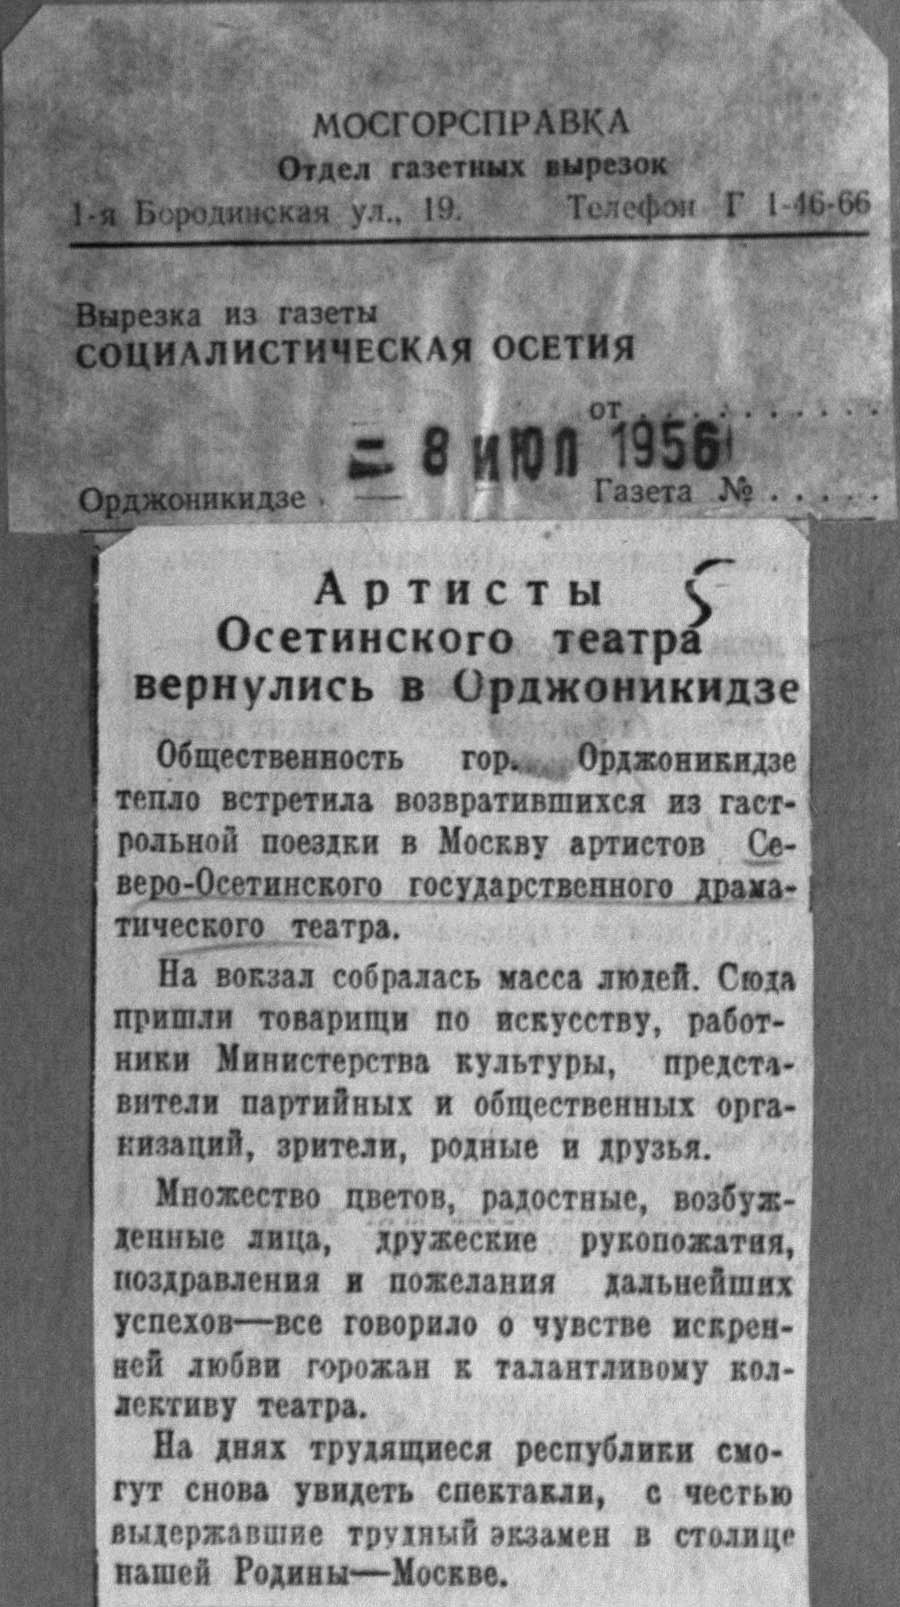 МОСГОРСПРАВКА
Отдел газетных вырезок
1-я Бородинская ул., 19. Телефон Г 1-46-66
Вырезка из газеты
СОЦИАЛИСТИЧЕСКАЯ ОСЕТИЯ
от . . . . . . . . . . .
= 8 ИЮЛ 1956
Орджоникидзе Газета № . . . . .
Артисты 5
Осетинского театра
вернулись в Орджоникидзе
Общественность гор. Орджоникидзе
тепло встретила возвратившихся из гаст-
рольной поездки в Москву артистов Се-
веро-Осетинского государственного драма-
тического театра.
На вокзал собралась масса людей. Сюда
пришли товарищи по искусству, работ-
ники Министерства культуры, предста-
вители партийных и общественных орга-
низаций, зрители, родные и друзья.
Множество цветов, радостные, возбуж-
денные лица, дружеские рукопожатия,
поздравления и пожелания дальнейших
успехов—все говорило о чувстве искрен-
ней любви горожан к талантливому кол-
лективу театра.
На днях трудящиеся республики смо-
гут снова увидеть спектакли, с честью
выдержавшие трудный экзамен в столице
нашей Родины—Москве.